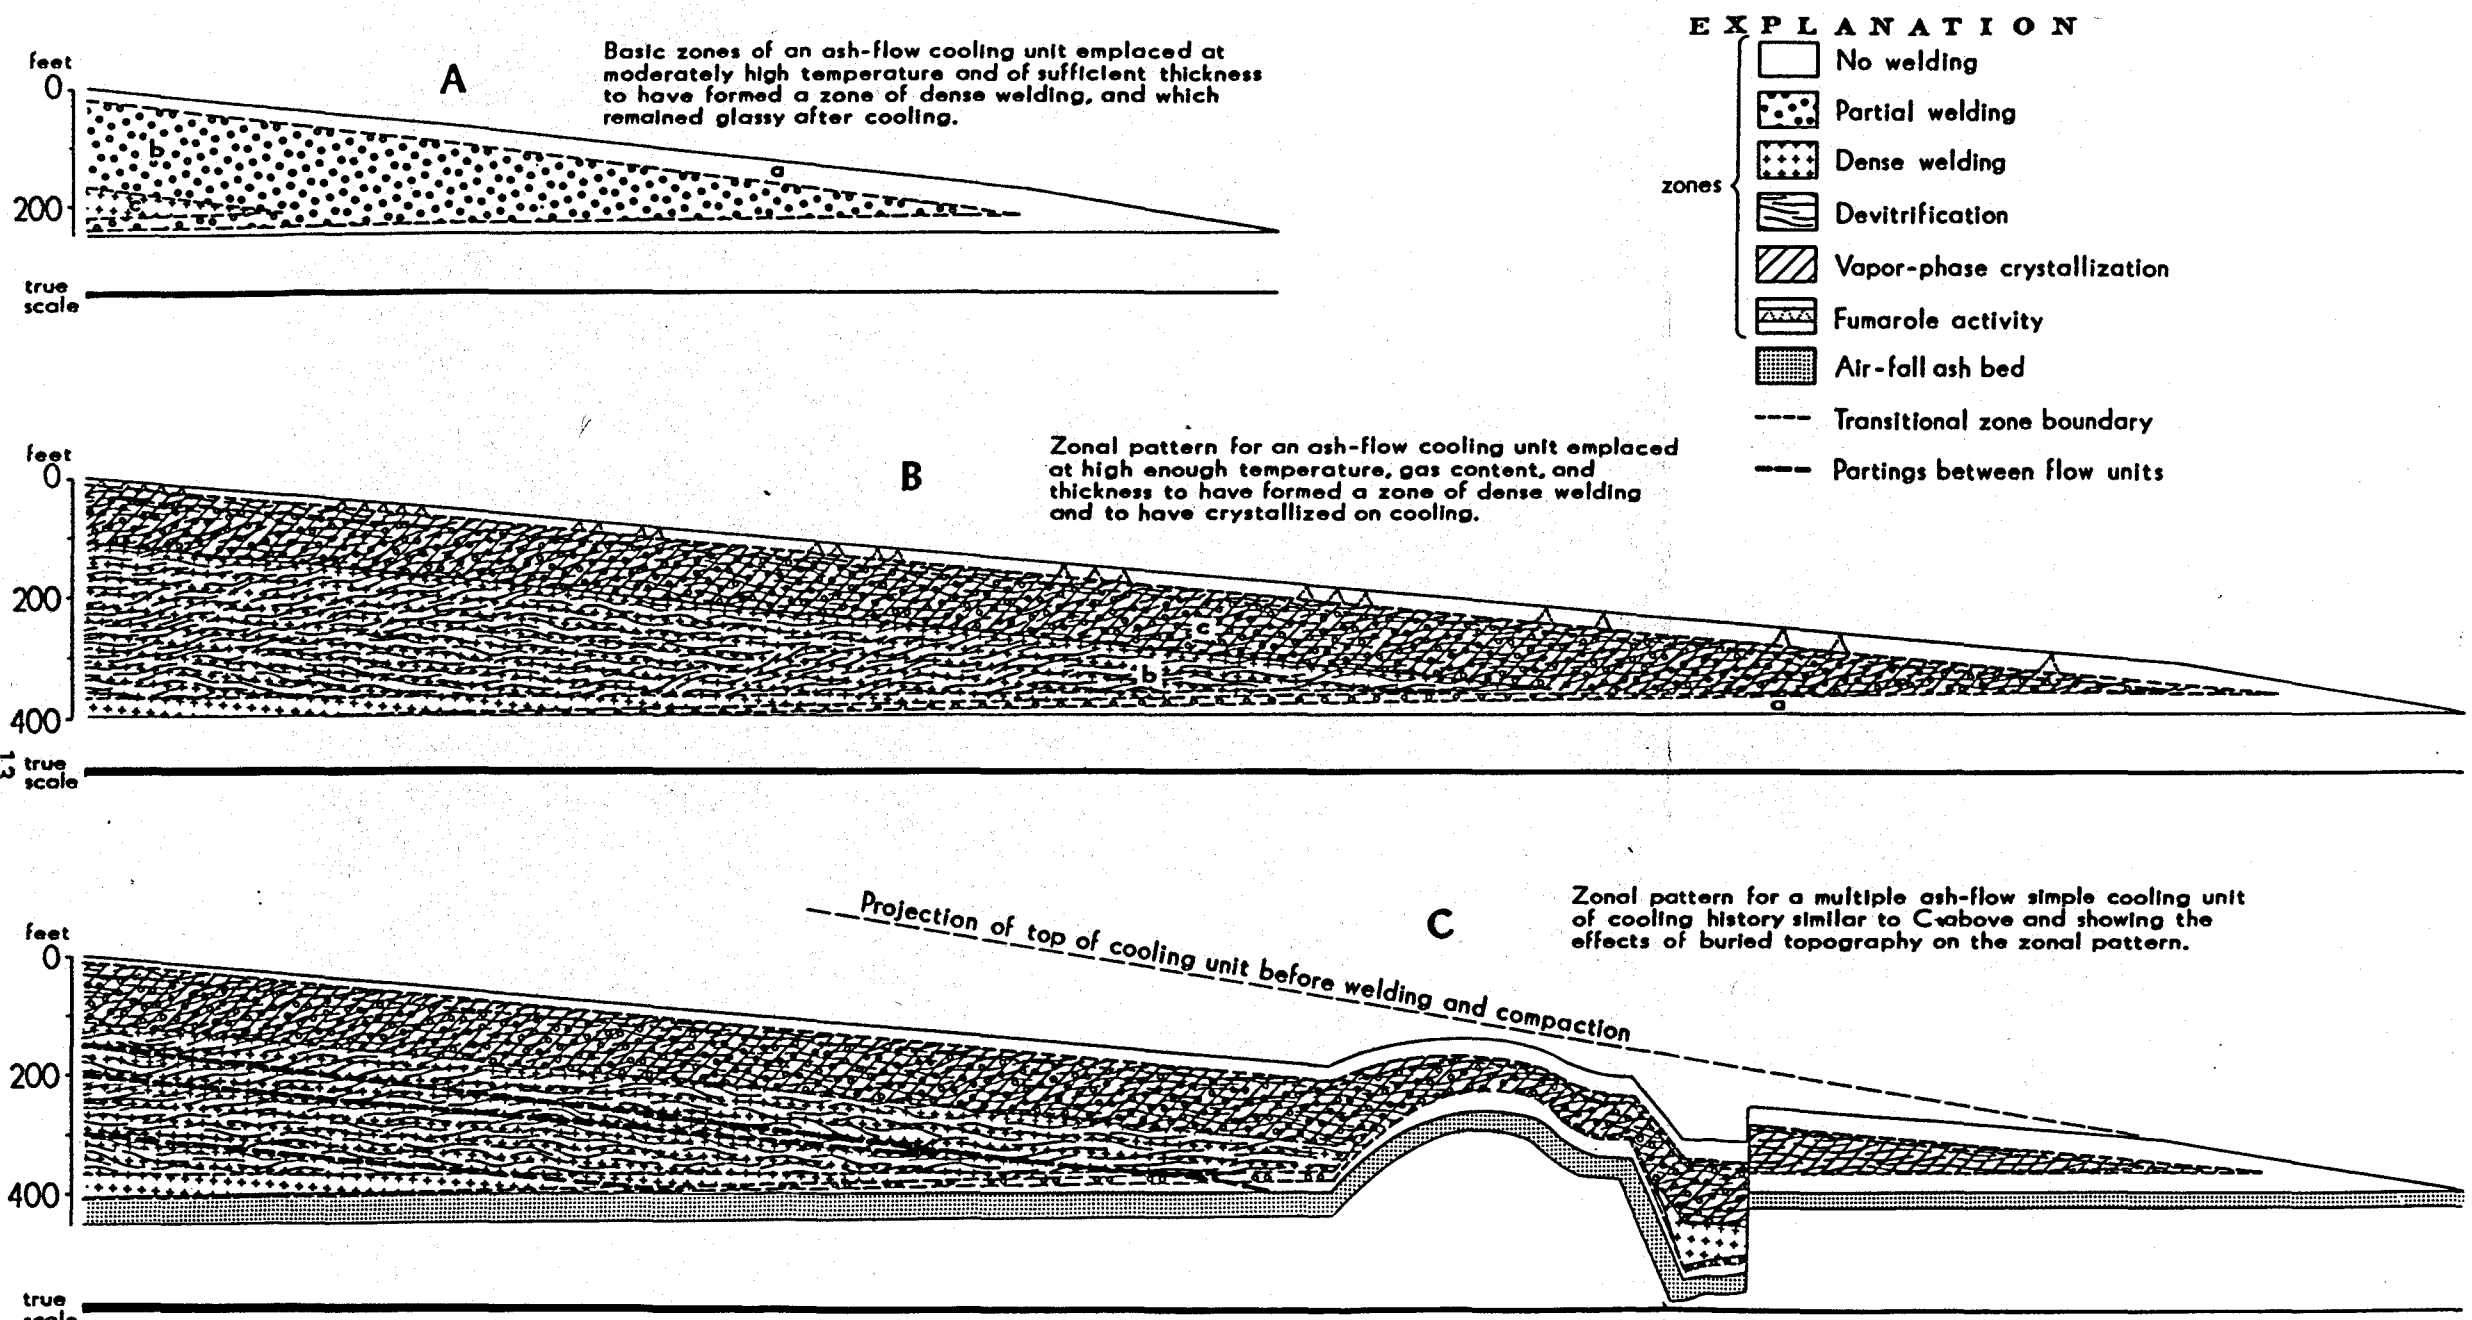 EXPLANATION
No welding
Partial welding
Dense welding
Devitrification
Vapor-phase crystallization
Fumarole activity
zones
Air-fall ash bed
Transitional zone boundary
Partings between flow units
A
Basic zones of an ash-flow cooling unit emplaced at
moderately high temperature and of sufficient thickness
to have formed a zone of dense welding, and which
remained glassy after cooling.
feet
0
200
b
a
c
true
scale
B
Zonal pattern for an ash-flow cooling unit emplaced
at high enough temperature, gas content, and
thickness to have formed a zone of dense welding
and to have crystallized on cooling.
feet
0
200
400
c
b
a
13
true
scale
C
Zonal pattern for a multiple ash-flow simple cooling unit
of cooling history similar to C above and showing the
effects of buried topography on the zonal pattern.
Projection of top of cooling unit before welding and compaction
feet
0
200
400
true
scale